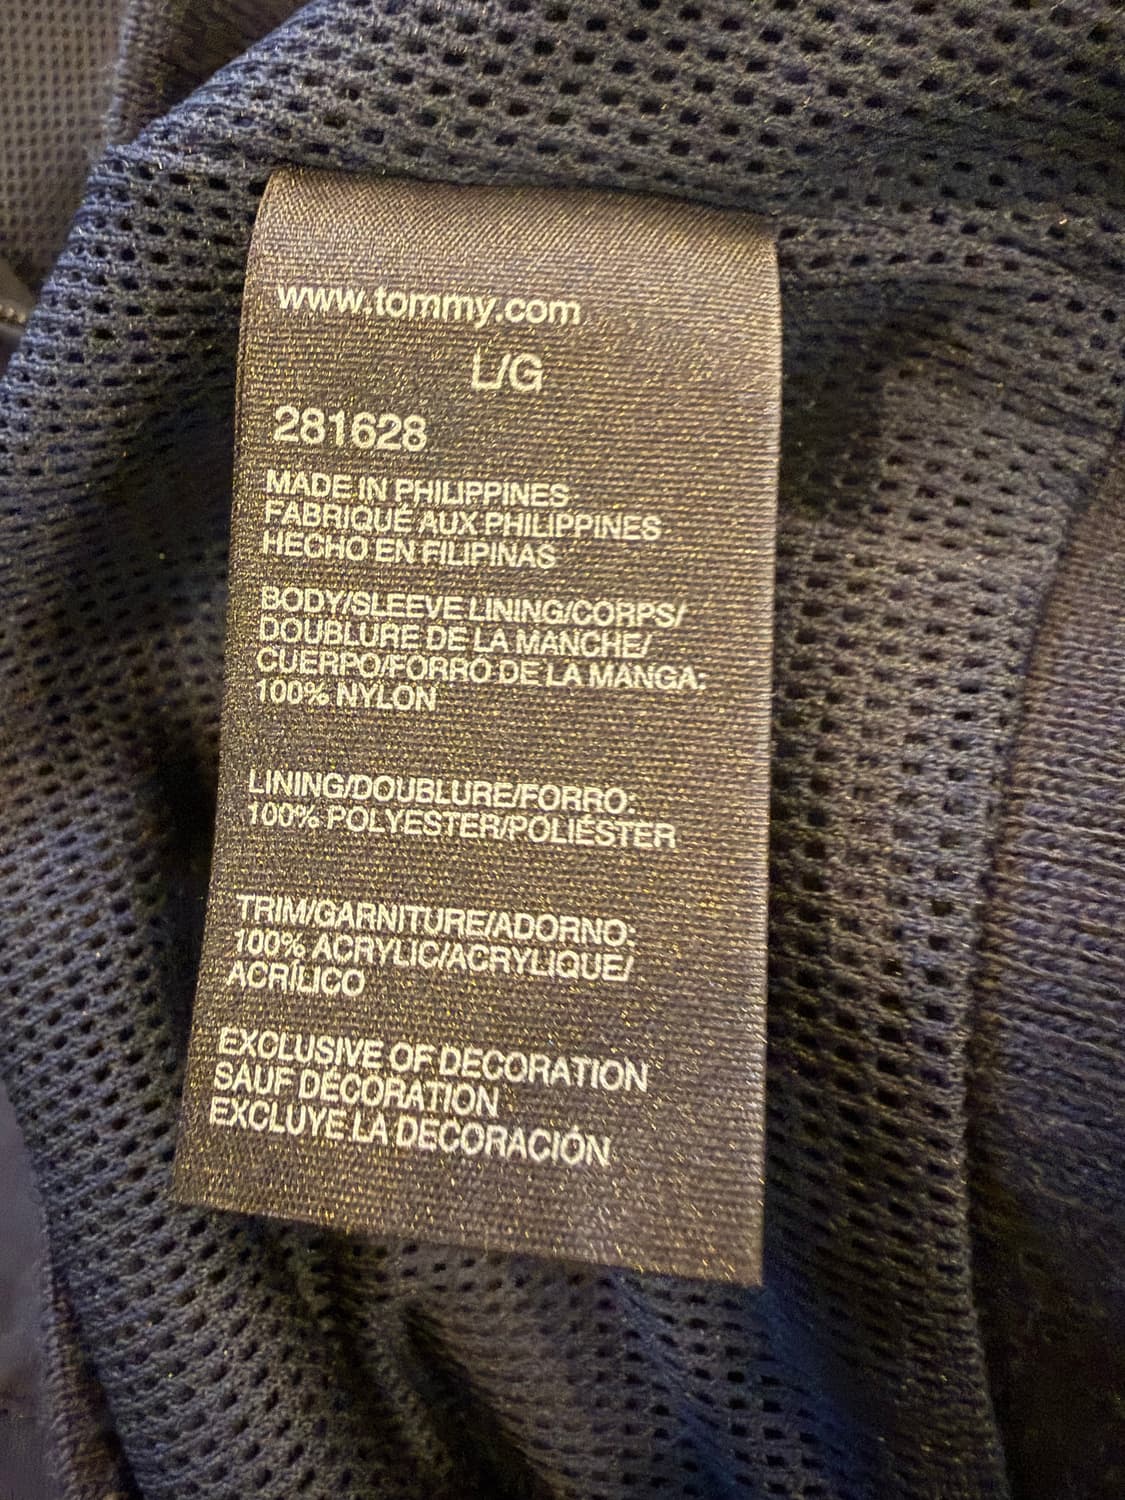 www.tommy.com
L/G
281628
MADE IN PHILIPPINES
FABRIQUÉ AUX PHILIPPINES
HECHO EN FILIPINAS
BODY/SLEEVE LINING/CORPS/
DOUBLURE DE LA MANCHE/
CUERPO/FORRO DE LA MANGA:
100% NYLON
LINING/DOUBLURE/FORRO:
100% POLYESTER/POLIÉSTER
TRIM/GARNITURE/ADORNO:
100% ACRYLIC/ACRYLIQUE/
ACRÍLICO
EXCLUSIVE OF DECORATION
SAUF DÉCORATION
EXCLUYE LA DECORACIÓN